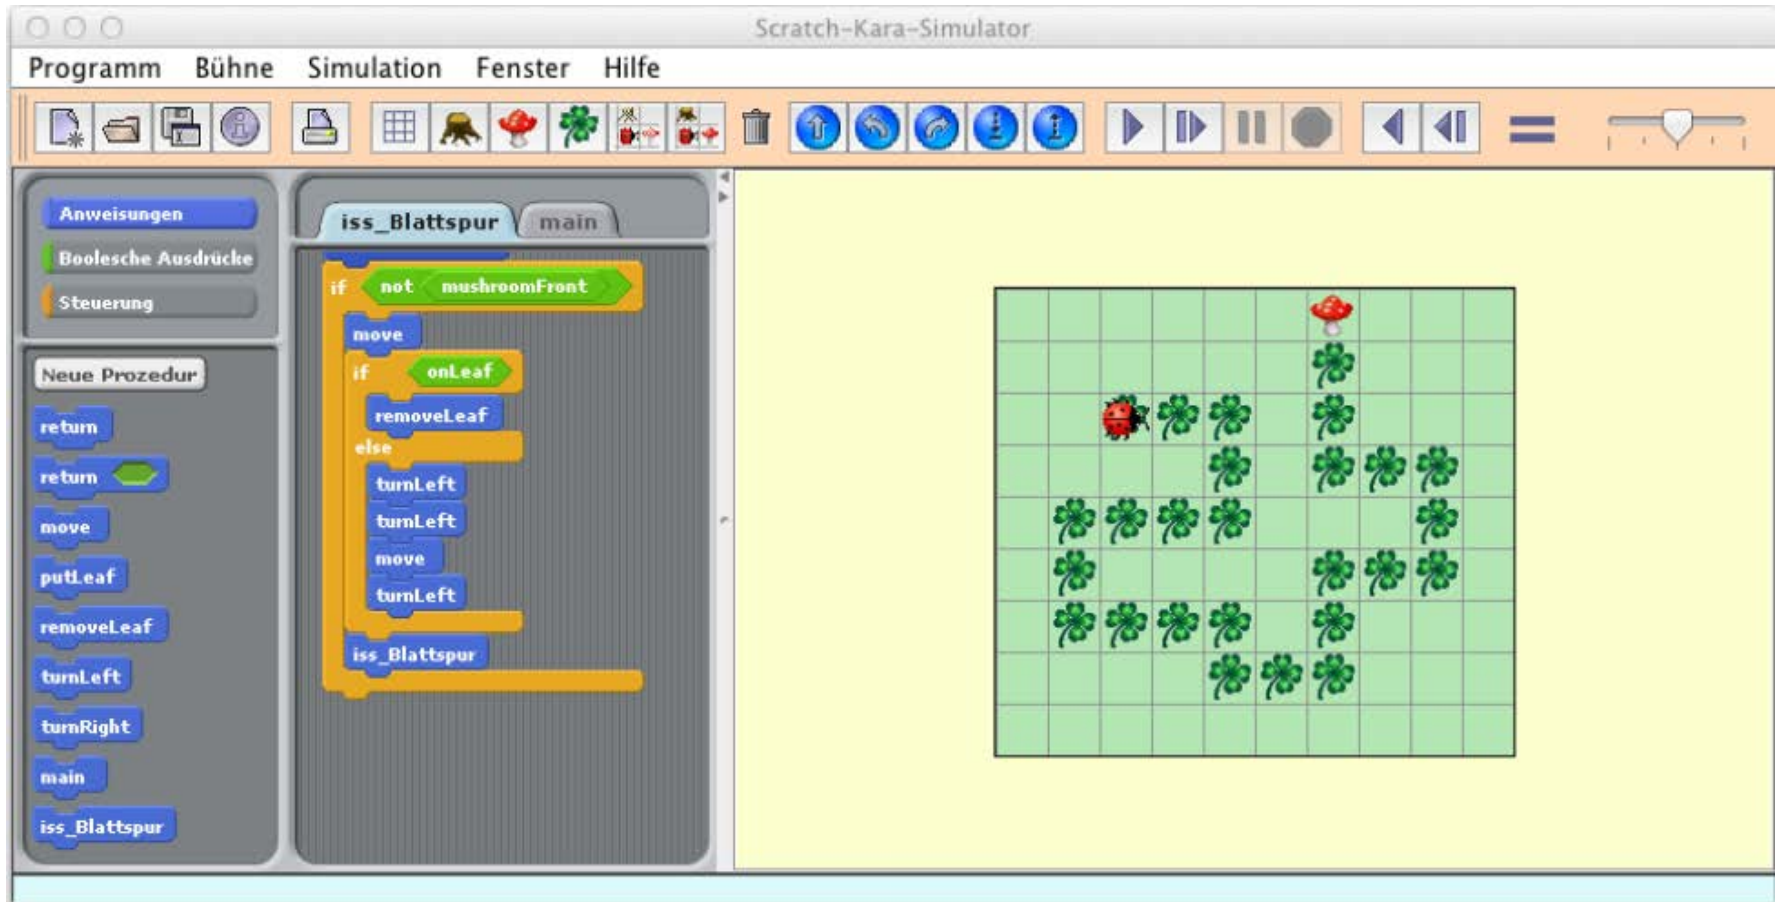 Scratch-Kara-Simulator
Programm Bühne Simulation Fenster Hilfe
Anweisungen
Boolesche Ausdrücke
Steuerung
Neue Prozedur
return
return
move
putLeaf
removeLeaf
turnLeft
turnRight
main
iss_Blattspur
iss_Blattspur main
if not mushroomFront
move
if onLeaf
removeLeaf
else
turnLeft
turnLeft
move
turnLeft
iss_Blattspur